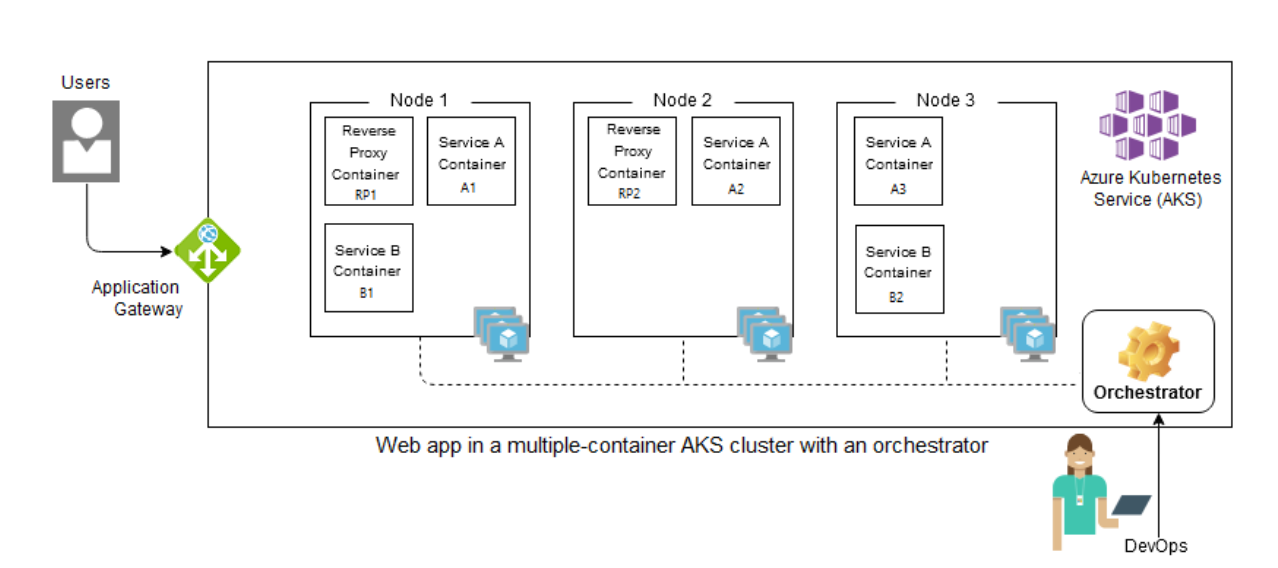 Users
Application
Gateway
Node 1
Reverse
Proxy
Container
RP1
Service A
Container
A1
Service B
Container
B1
Node 2
Reverse
Proxy
Container
RP2
Service A
Container
A2
Node 3
Service A
Container
A3
Service B
Container
B2
Azure Kubernetes
Service (AKS)
Orchestrator
Web app in a multiple-container AKS cluster with an orchestrator
DevOps